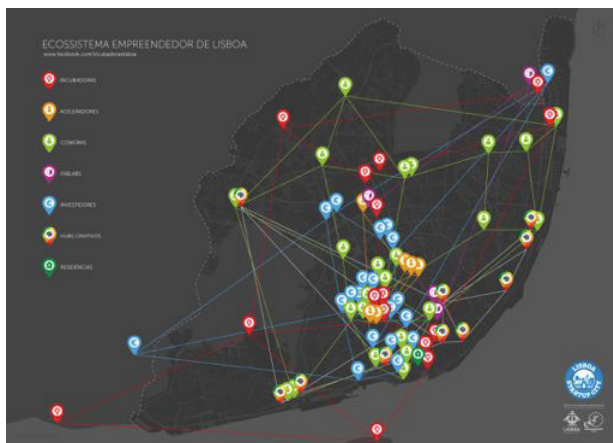 ECOSSISTEMA EMPREENDEDOR DE LISBOA
www.facebook.com/incubadoraslisboa
INCUBADORAS
ACELERADORES
COWORKS
FABLABS
INVESTIDORES
HUBS CRIATIVOS
RESIDÊNCIAS
LISBOA
STARTUP CITY
LISBOA